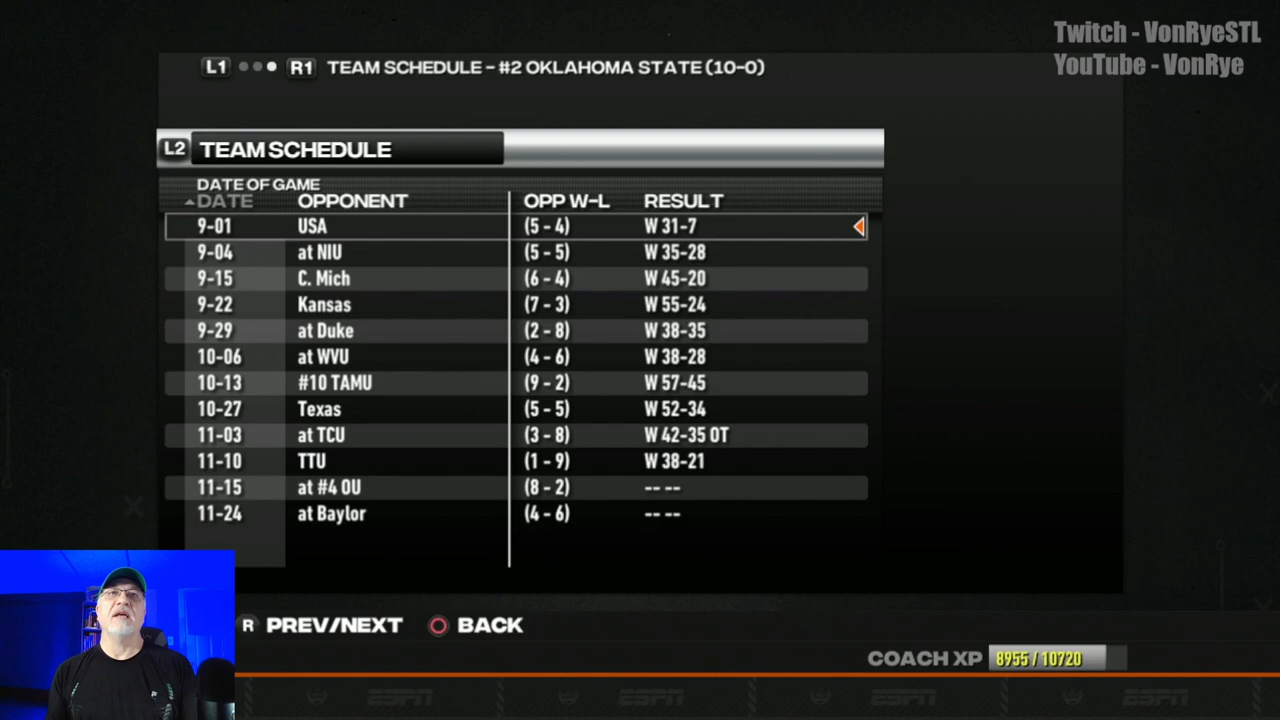 Twitch - VonRyeSTL
YouTube - VonRye
L1 R1 TEAM SCHEDULE - #2 OKLAHOMA STATE (10-0)
L2 TEAM SCHEDULE
DATE OF GAME
DATE OPPONENT OPP W-L RESULT
9-01 USA (5 - 4) W 31-7
9-04 at NIU (5 - 5) W 35-28
9-15 C. Mich (6 - 4) W 45-20
9-22 Kansas (7 - 3) W 55-24
9-29 at Duke (2 - 8) W 38-35
10-06 at WVU (4 - 6) W 38-28
10-13 #10 TAMU (9 - 2) W 57-45
10-27 Texas (5 - 5) W 52-34
11-03 at TCU (3 - 8) W 42-35 OT
11-10 TTU (1 - 9) W 38-21
11-15 at #4 OU (8 - 2) -- --
11-24 at Baylor (4 - 6) -- --
R PREV/NEXT BACK
COACH XP 8955 / 10720
ESPN ESPN ESPN ESPN